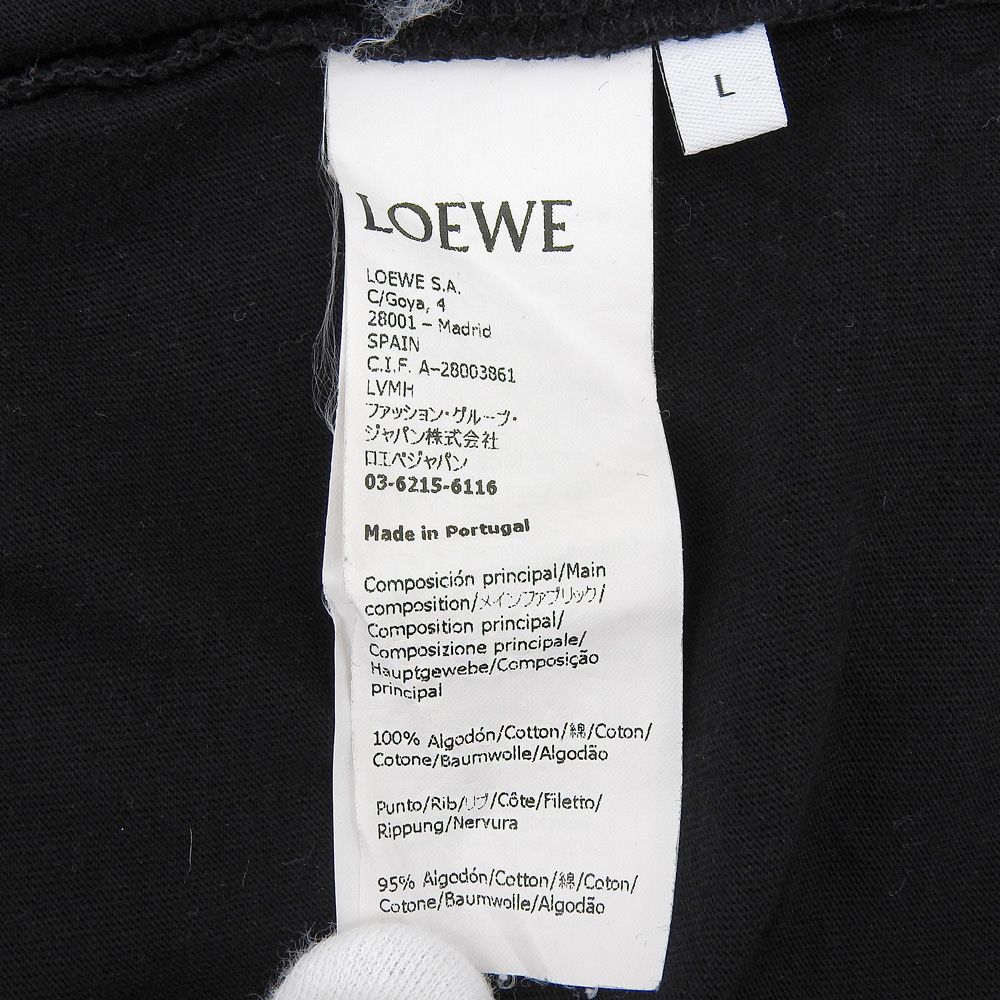 L
LOEWE
LOEWE S.A.
C/Goya, 4
28001 – Madrid
SPAIN
C.I.F. A-28003861
LVMH
ファッション・グループ・
ジャパン株式会社
ロエベジャパン
03-6215-6116
Made in Portugal
Composición principal/Main
composition/メインファブリック/
Composition principal/
Composizione principale/
Hauptgewebe/Composição
principal
100% Algodón/Cotton/綿/Coton/
Cotone/Baumwolle/Algodão
Punto/Rib/リブ/Côte/Filetto/
Rippung/Nervura
95% Algodón/Cotton/綿/Coton/
Cotone/Baumwolle/Algodão